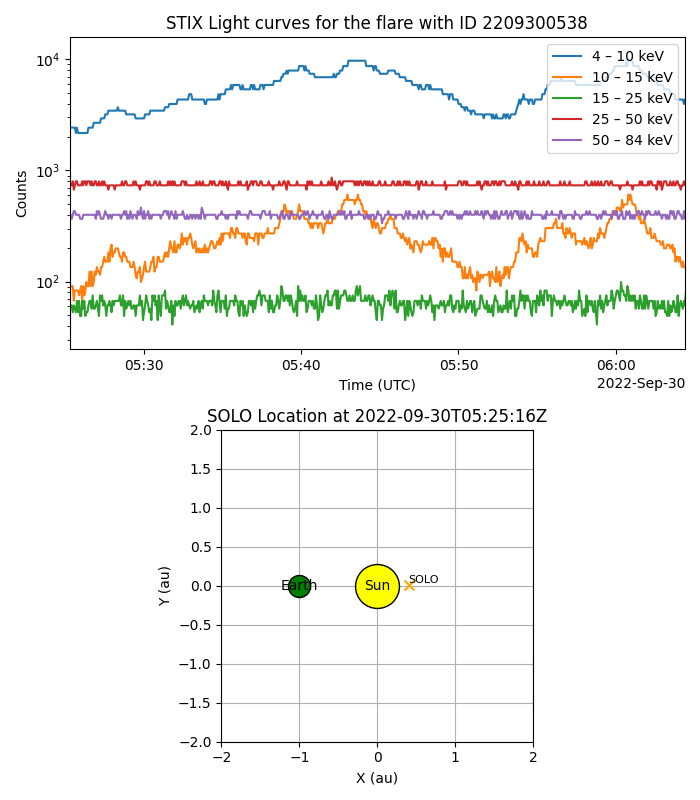 STIX Light curves for the flare with ID 2209300538
Counts
10⁴
10³
10²
4 – 10 keV
10 – 15 keV
15 – 25 keV
25 – 50 keV
50 – 84 keV
05:30 05:40 05:50 06:00
Time (UTC)
2022-Sep-30
SOLO Location at 2022-09-30T05:25:16Z
Y (au)
2.0
1.5
1.0
0.5
0.0
−0.5
−1.0
−1.5
−2.0
Earth Sun SOLO
−2 −1 0 1 2
X (au)